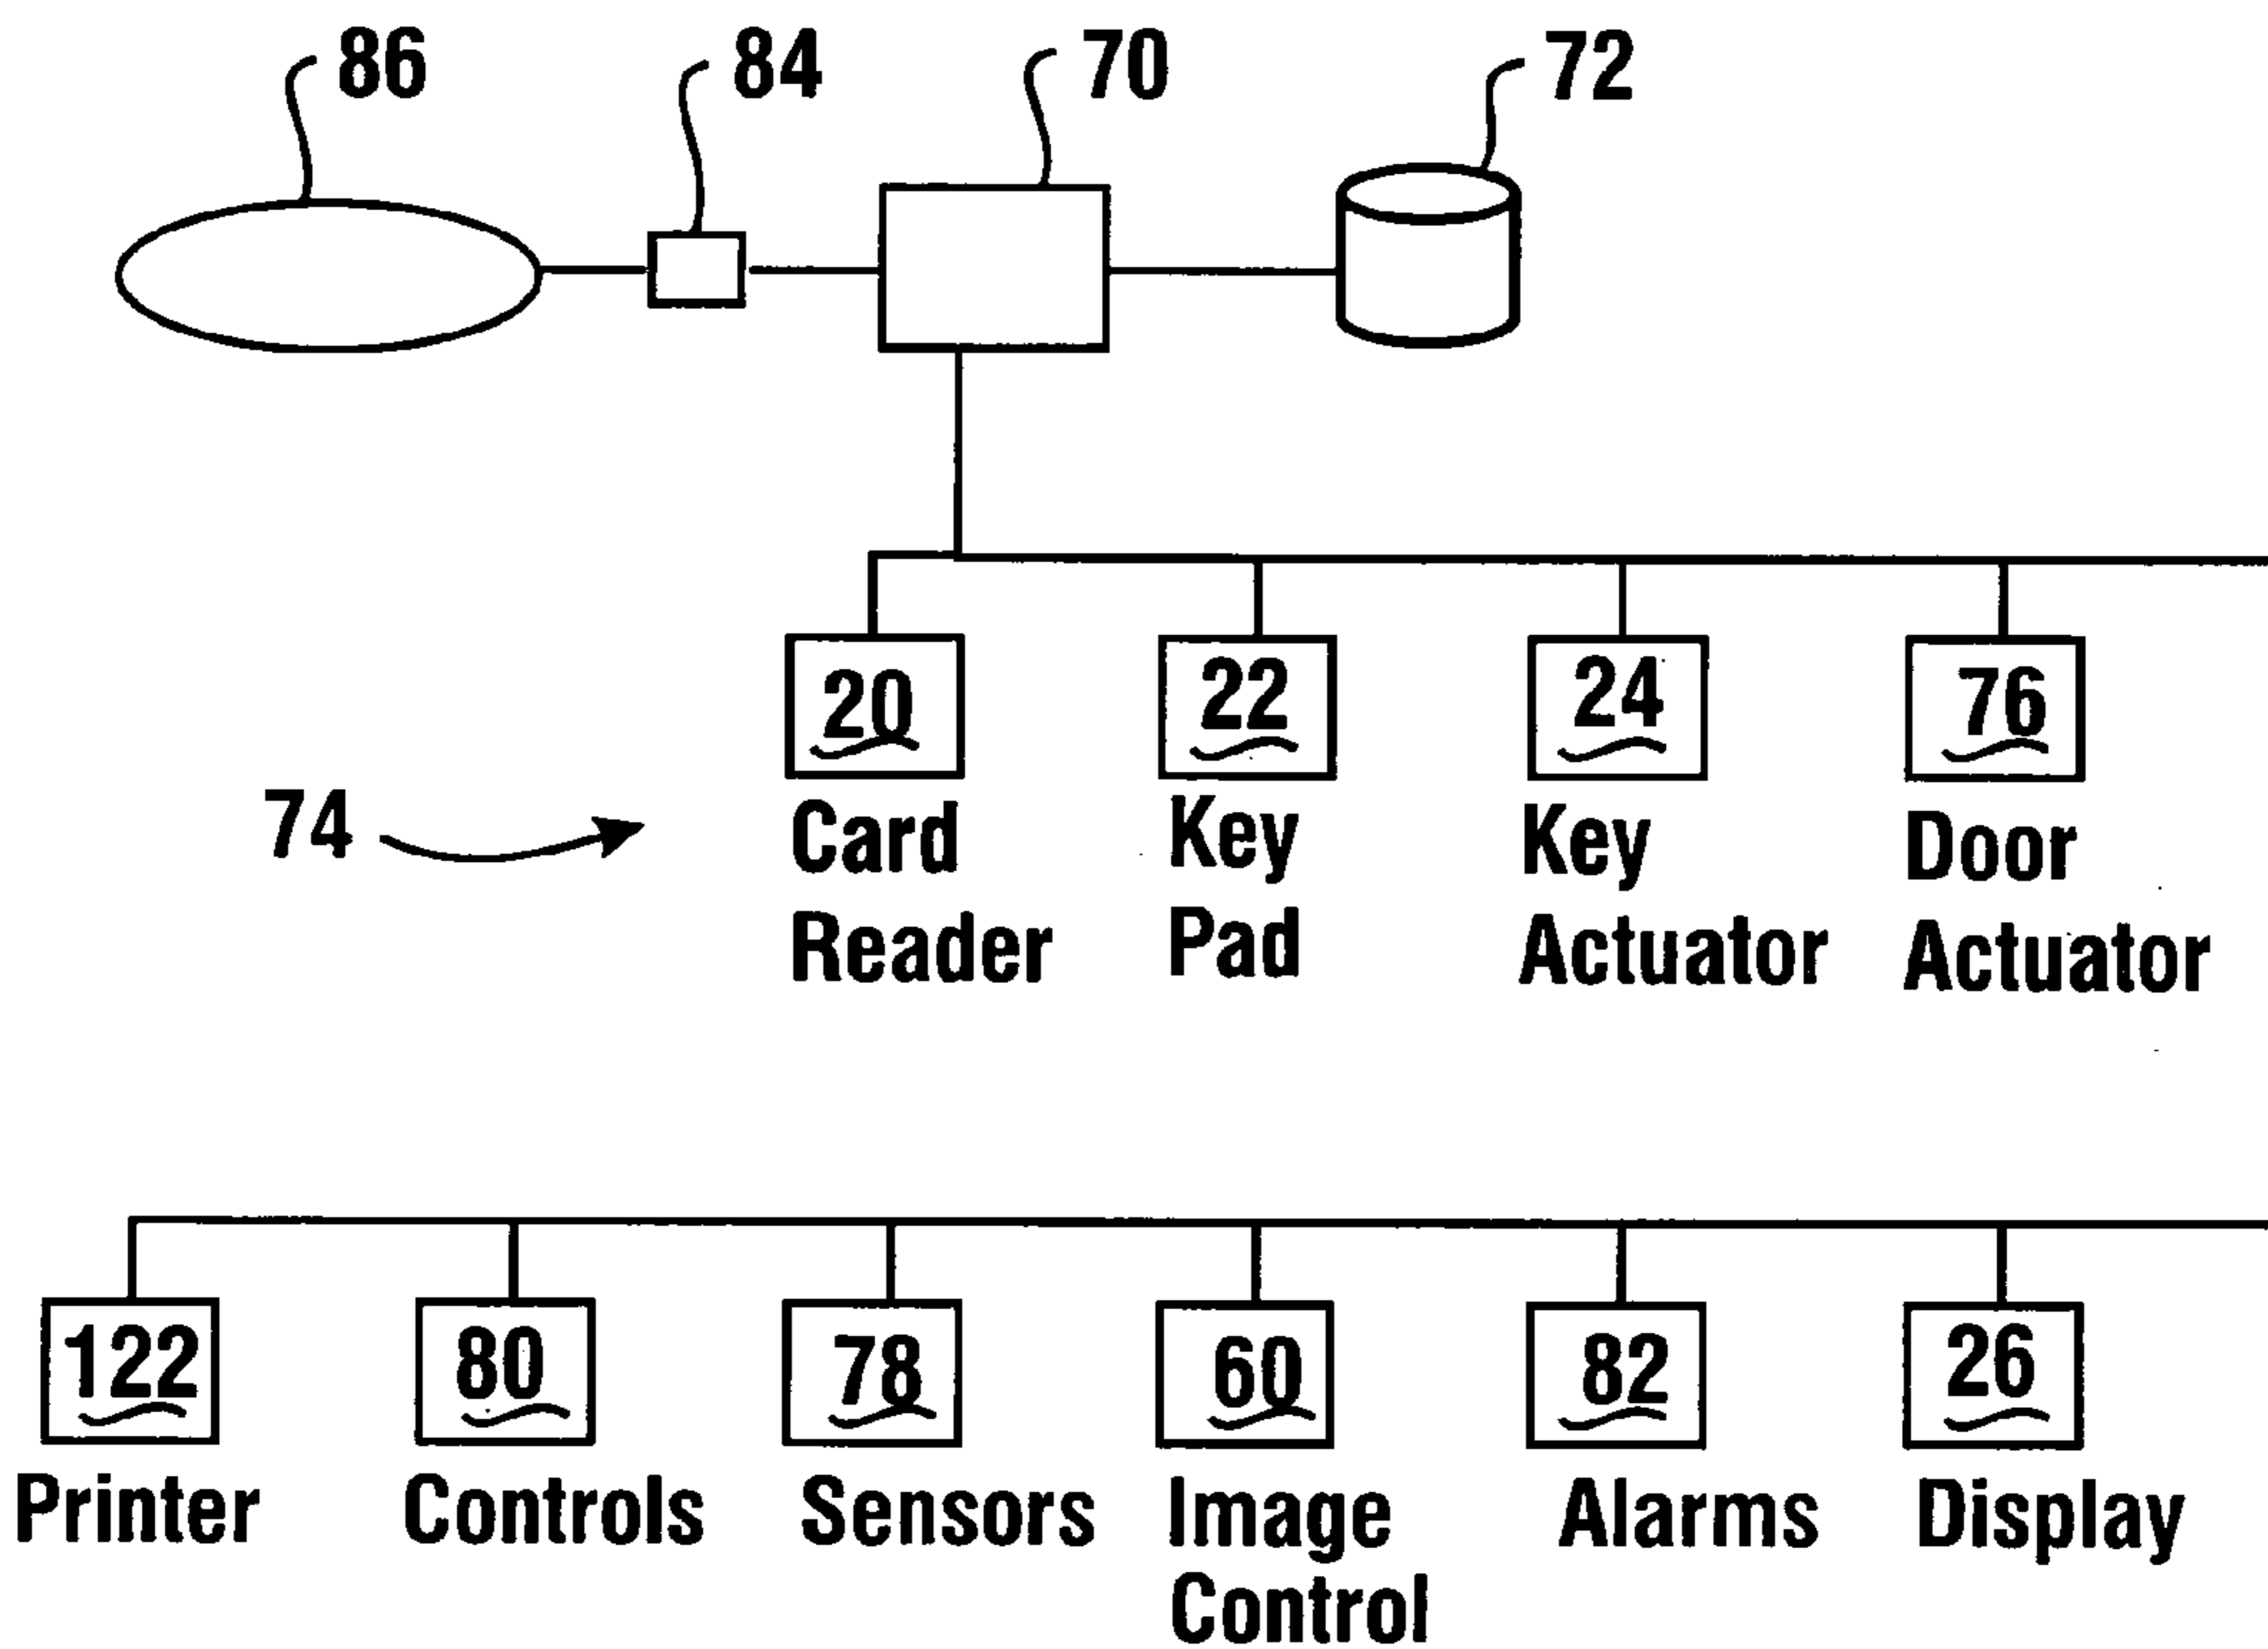 86 84 70 72
20 22 24 76
74
Card Key Key Door
Reader Pad Actuator Actuator
122 80 78 60 82 26
Printer Controls Sensors Image Alarms Display
Control